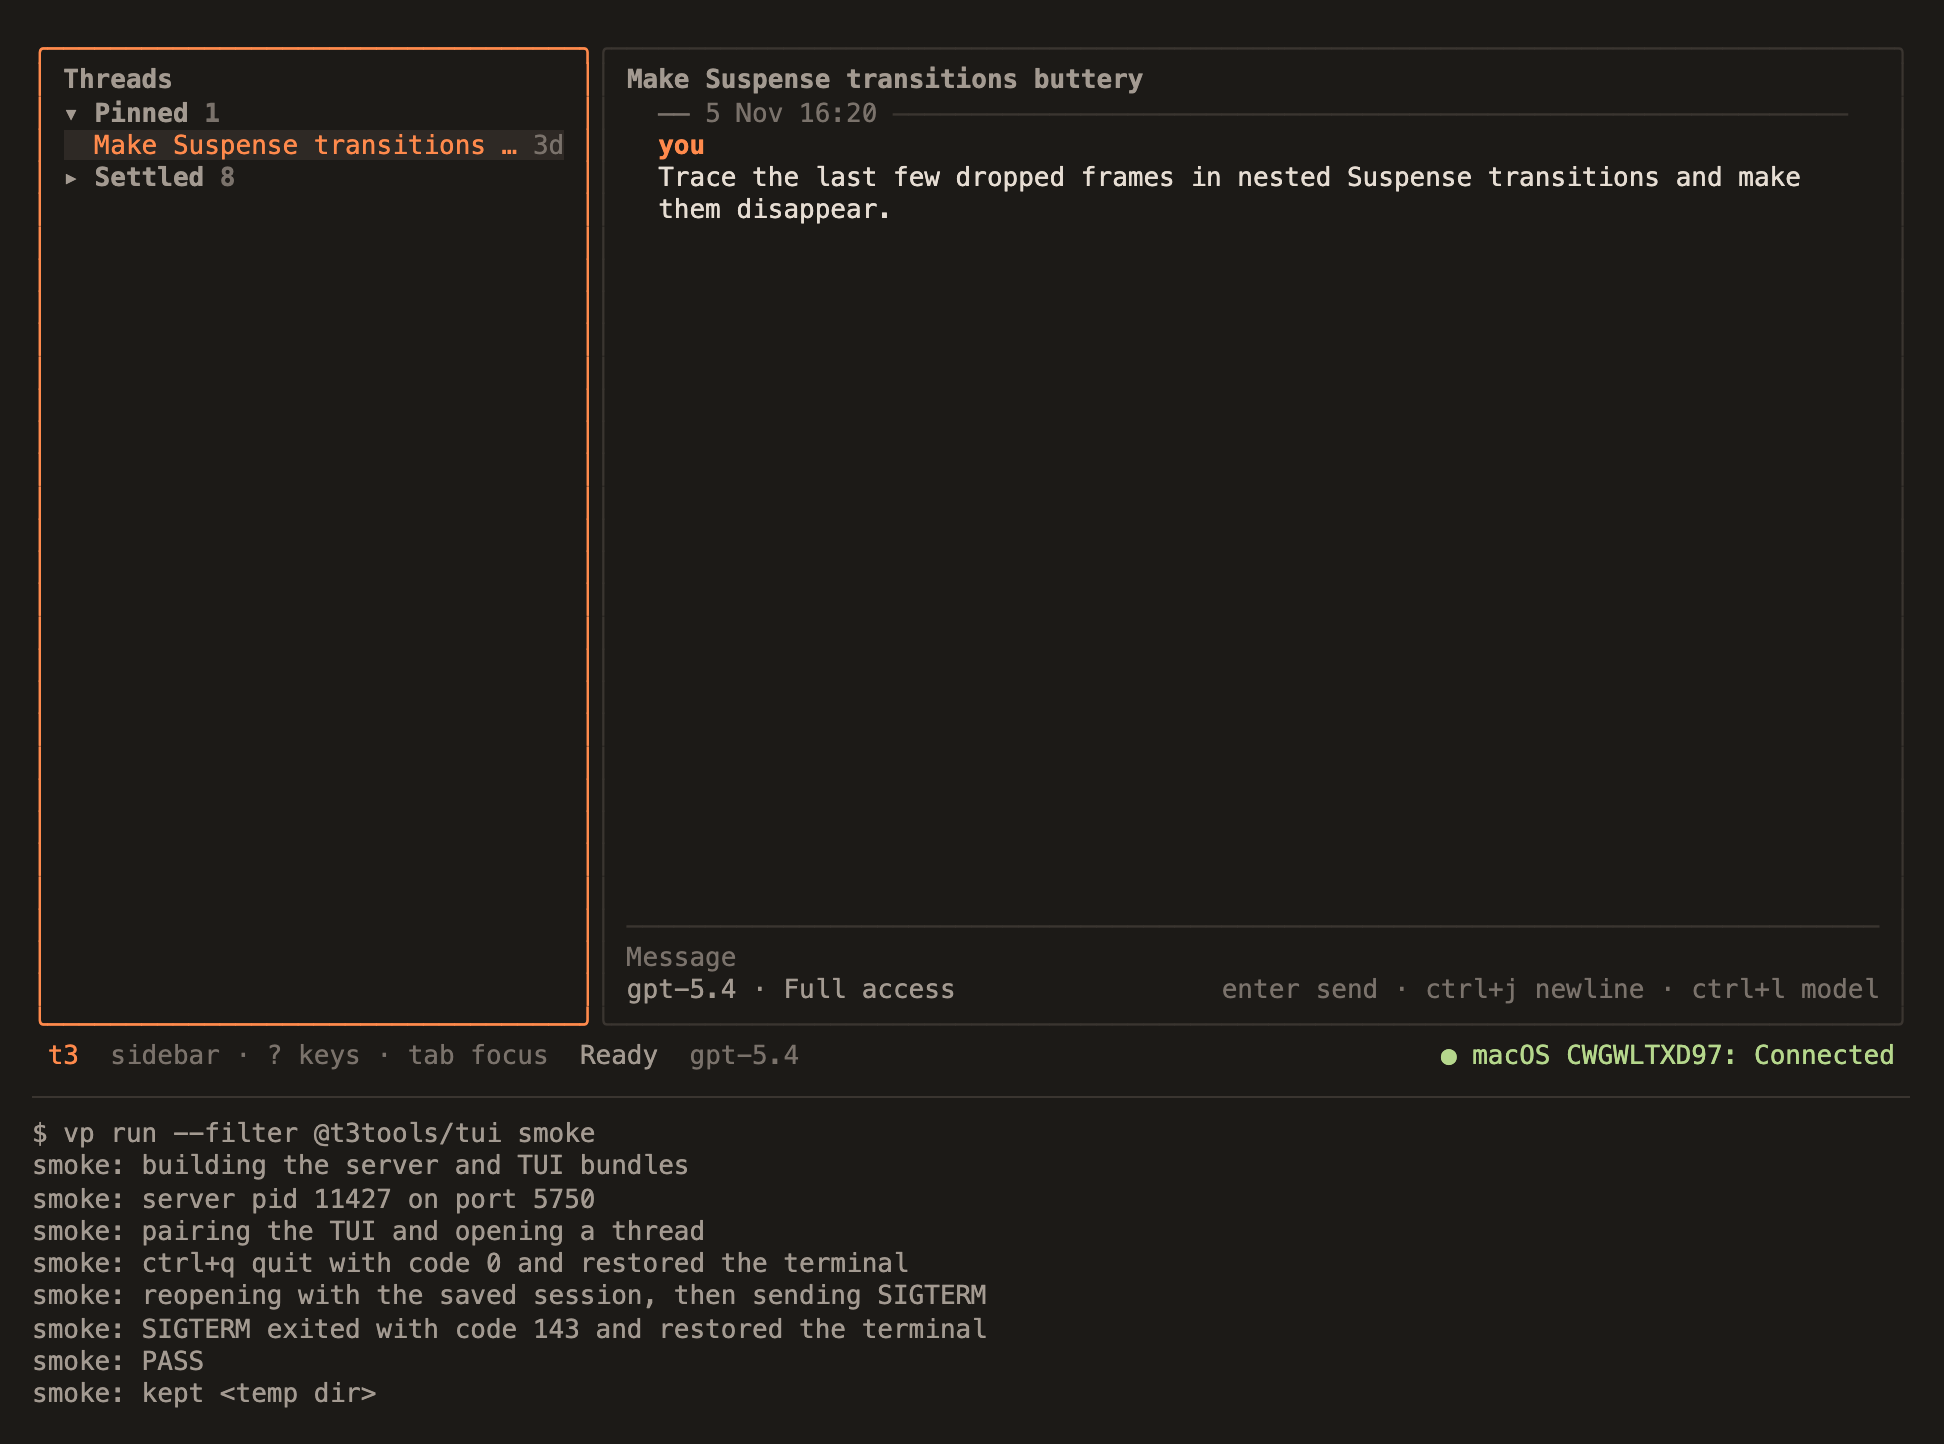 Threads
▾ Pinned 1
Make Suspense transitions … 3d
▸ Settled 8
Make Suspense transitions buttery
── 5 Nov 16:20
you
Trace the last few dropped frames in nested Suspense transitions and make
them disappear.
Message
gpt-5.4 · Full access
enter send · ctrl+j newline · ctrl+l model
t3 sidebar · ? keys · tab focus Ready gpt-5.4
● macOS CWGWLTXD97: Connected
$ vp run --filter @t3tools/tui smoke
smoke: building the server and TUI bundles
smoke: server pid 11427 on port 5750
smoke: pairing the TUI and opening a thread
smoke: ctrl+q quit with code 0 and restored the terminal
smoke: reopening with the saved session, then sending SIGTERM
smoke: SIGTERM exited with code 143 and restored the terminal
smoke: PASS
smoke: kept <temp dir>